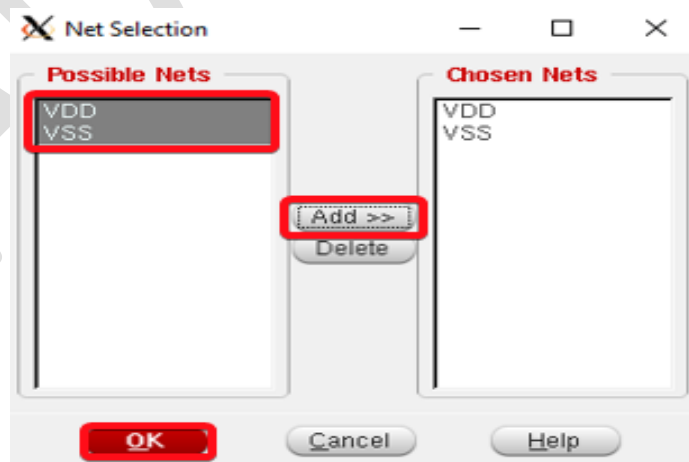 Net Selection
Possible Nets
VDD
VSS
Chosen Nets
VDD
VSS
Add >>
Delete
OK
Cancel
Help